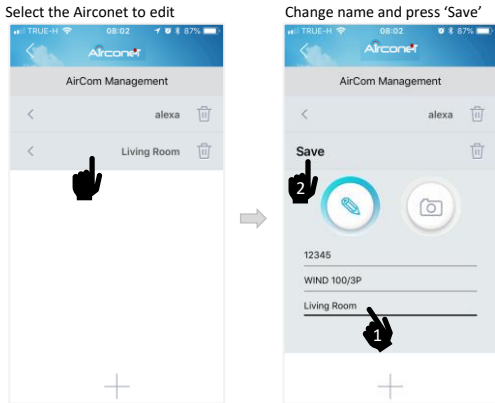 Select the Airconet to edit
TRUE-H 08:02 87%
Airconet
AirCom Management
alexa
Living Room
Change name and press ‘Save’
TRUE-H 08:02 87%
Airconet
AirCom Management
alexa
Save
2
12345
WIND 100/3P
Living Room
1